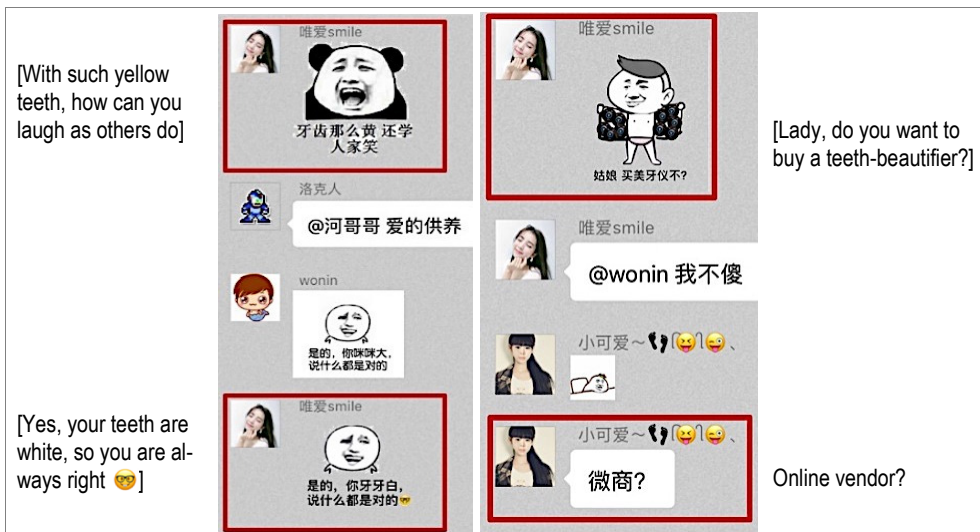 [With such yellow
teeth, how can you
laugh as others do]
唯爱smile
牙齿那么黄 还学
人家笑
洛克人
@河哥哥 爱的供养
wonin
是的，你咪咪大，
说什么都是对的
[Yes, your teeth are
white, so you are al-
ways right 🤓]
唯爱smile
是的，你牙牙白，
说什么都是对的🤓
唯爱smile
姑娘 买美牙仪不?
[Lady, do you want to
buy a teeth-beautifier?]
唯爱smile
@wonin 我不傻
小可爱～👣ʃ😝ʅ😜、
小可爱～👣ʃ😝ʅ😜、
微商?
Online vendor?